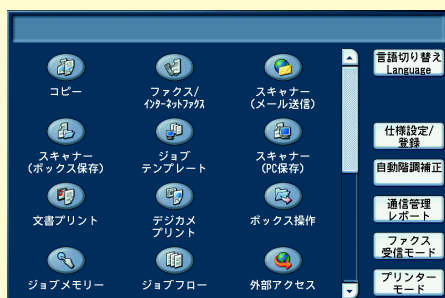 コピー
ファクス/
インターネットファクス
スキャナー
(メール送信)
スキャナー
(ボックス保存)
ジョブ
テンプレート
スキャナー
(PC保存)
文書プリント
デジカメ
プリント
ボックス操作
ジョブメモリー
ジョブフロー
外部アクセス
言語切り替え
Language
仕様設定/
登録
自動階調補正
通信管理
レポート
ファクス
受信モード
プリンター
モード